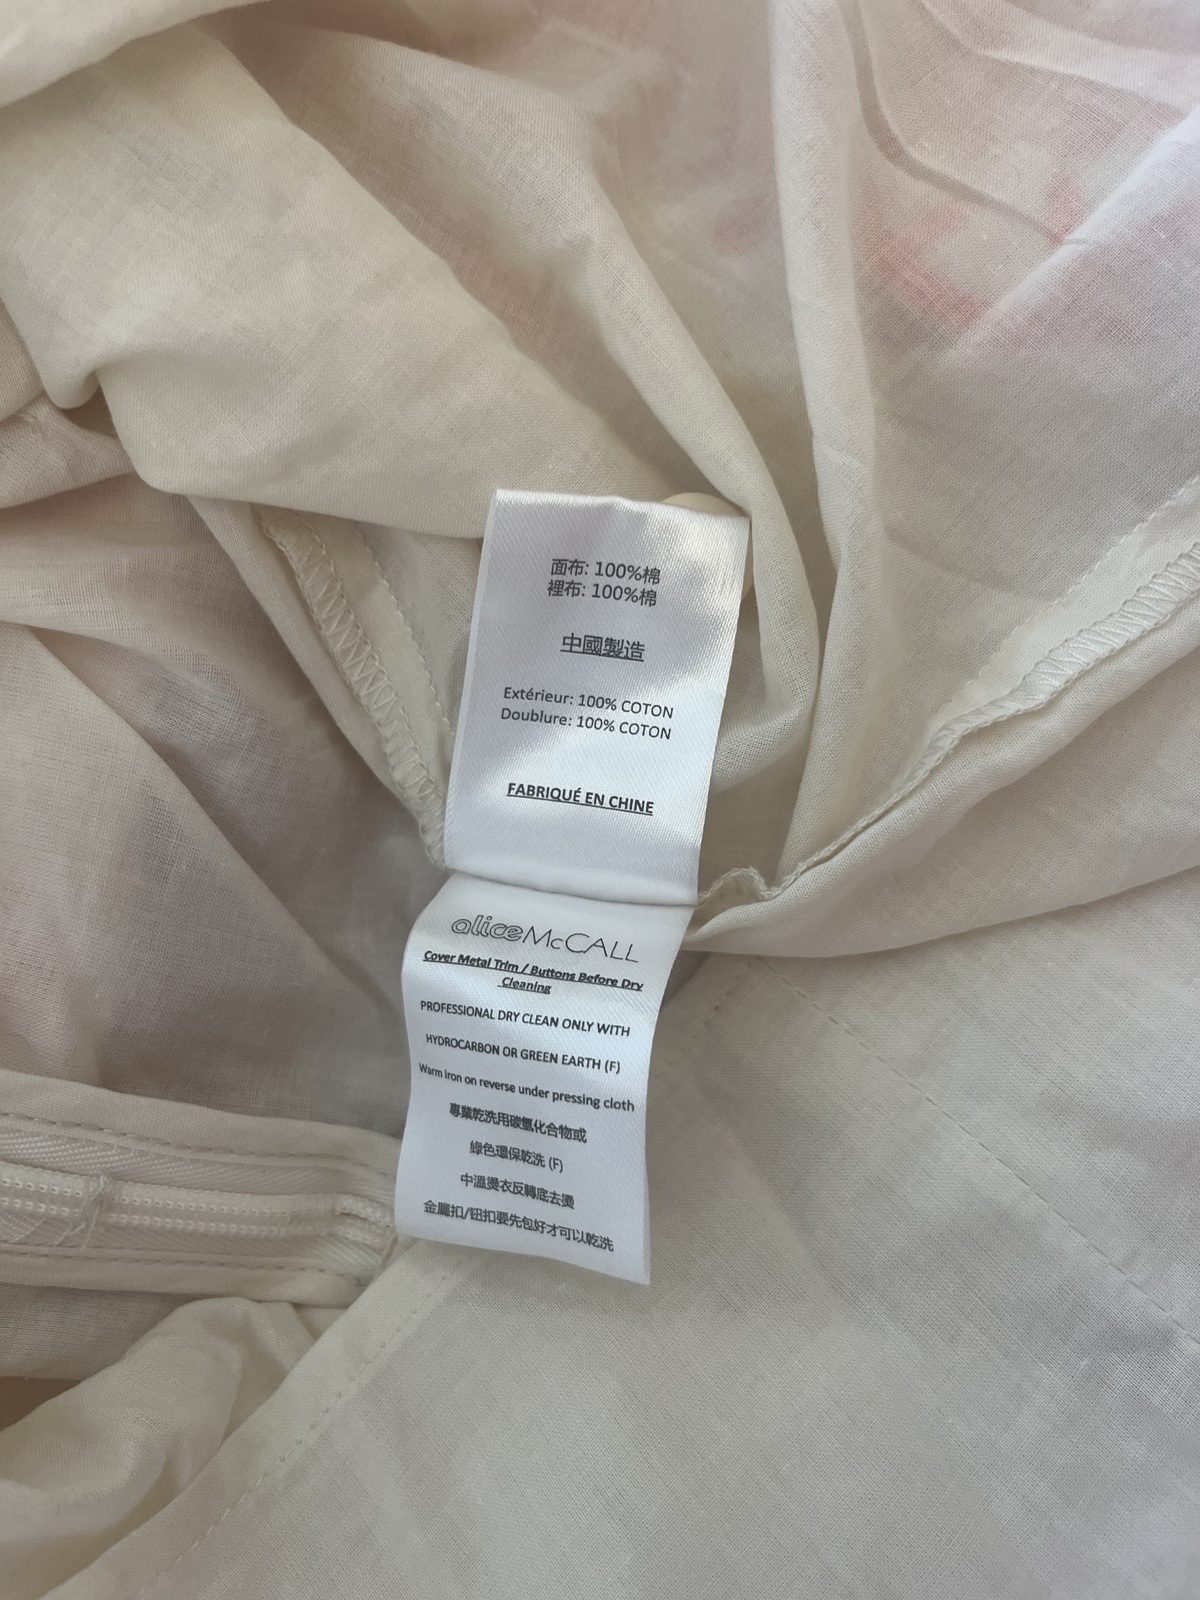 面布: 100%棉
裡布: 100%棉
中國製造
Extérieur: 100% COTON
Doublure: 100% COTON
FABRIQUÉ EN CHINE
alice McCALL
Cover Metal Trim / Buttons Before Dry
Cleaning
PROFESSIONAL DRY CLEAN ONLY WITH
HYDROCARBON OR GREEN EARTH (F)
Warm iron on reverse under pressing cloth
專業乾洗用碳氫化合物或
綠色環保乾洗 (F)
中溫燙衣反轉底去燙
金屬扣/鈕扣要先包好才可以乾洗